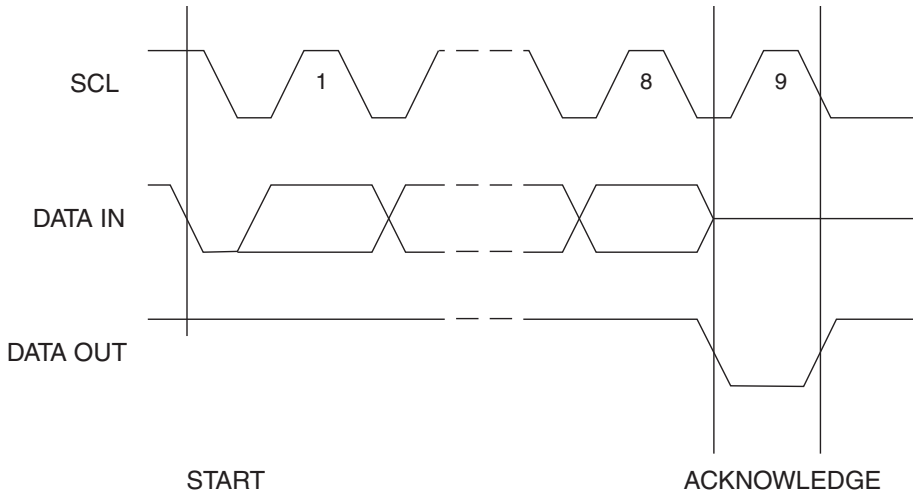 SCL
1
8
9
DATA IN
DATA OUT
START
ACKNOWLEDGE